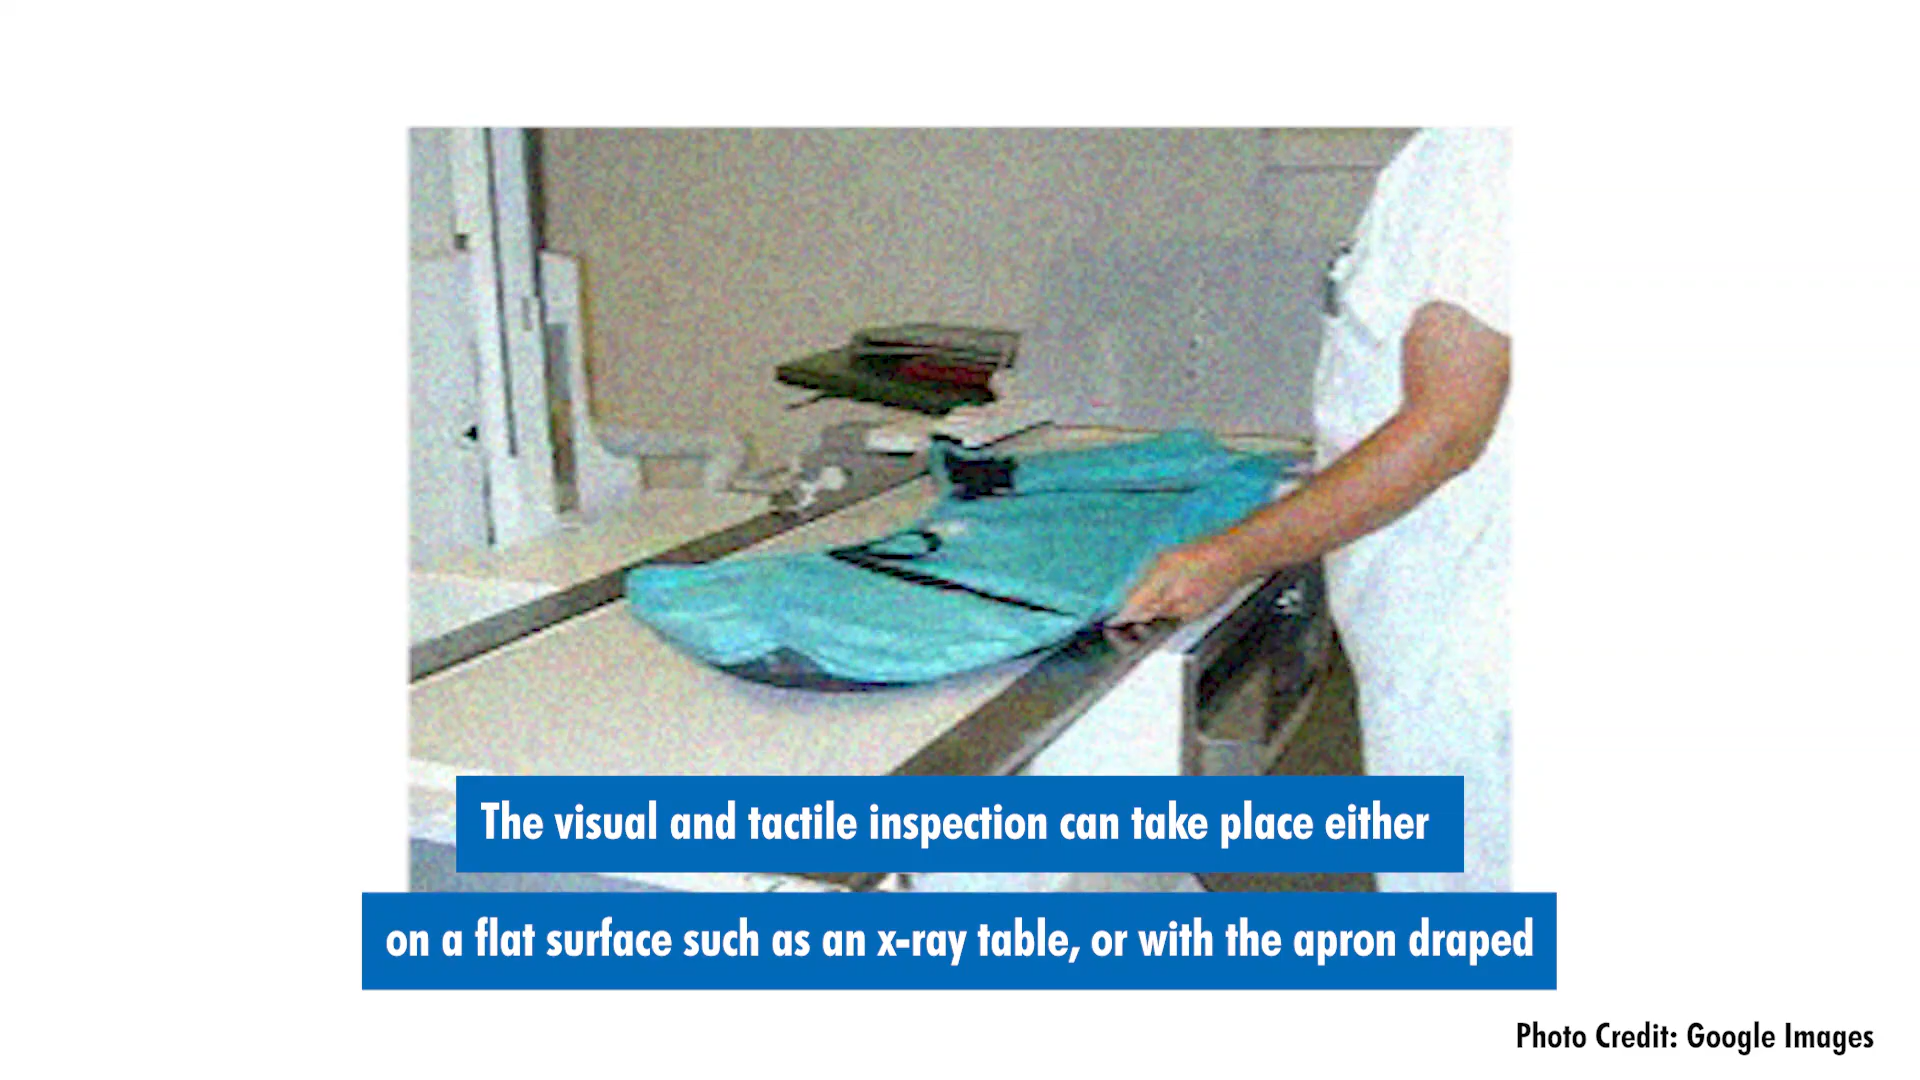 The visual and tactile inspection can take place either
on a flat surface such as an x-ray table, or with the apron draped
Photo Credit: Google Images